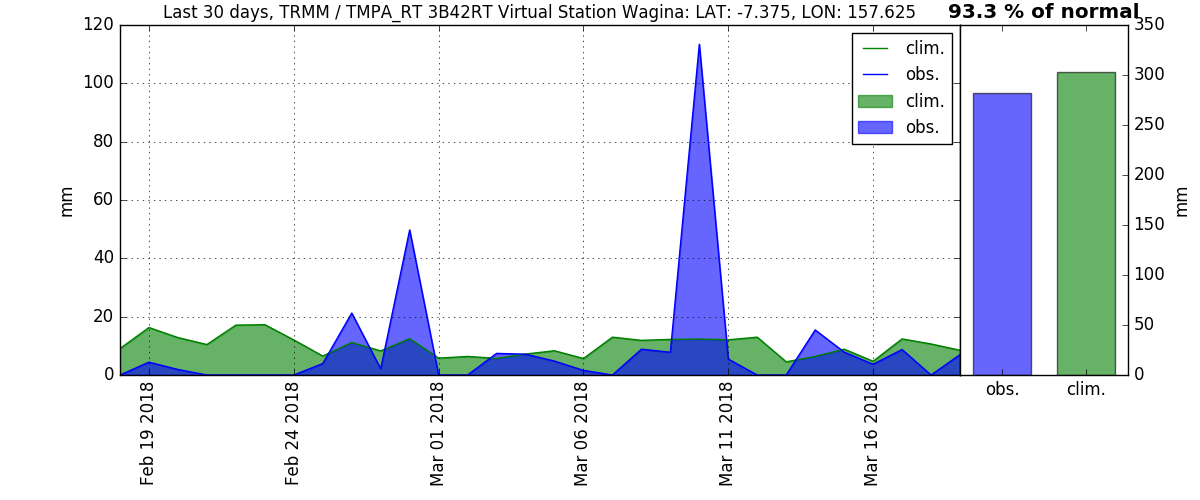 Last 30 days, TRMM / TMPA_RT 3B42RT Virtual Station Wagina: LAT: -7.375, LON: 157.625
93.3 % of normal
120
100
80
60
40
20
0
mm
Feb 19 2018
Feb 24 2018
Mar 01 2018
Mar 06 2018
Mar 11 2018
Mar 16 2018
clim.
obs.
clim.
obs.
350
300
250
200
150
100
50
0
mm
obs.
clim.